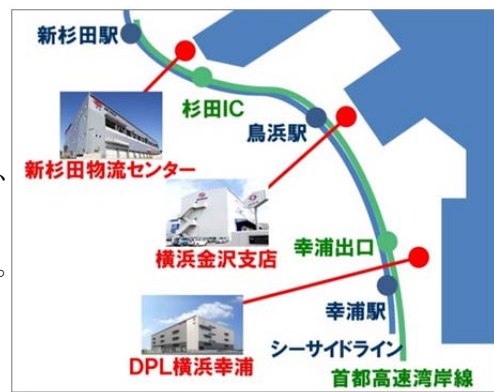 新杉田駅
杉田IC
鳥浜駅
、
新杉田物流センター
横浜金沢支店
幸浦出口
。
幸浦駅
DPL横浜幸浦
シーサイドライン
首都高速湾岸線